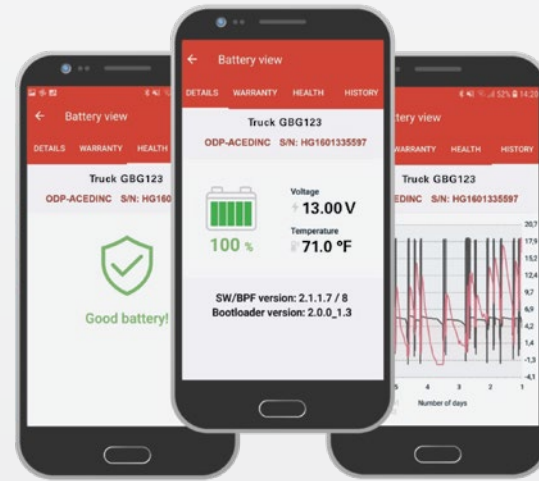 Battery view
DETAILS WARRANTY HEALTH
Truck GBG123
ODP-ACEDINC S/N: HG160
Good battery!
Battery view
DETAILS WARRANTY HEALTH HISTORY
Truck GBG123
ODP-ACEDINC S/N: HG1601335597
Voltage
13.00 V
Temperature
71.0 °F
100 %
SW/BPF version: 2.1.1.7 / 8
Bootloader version: 2.0.0_1.3
52% 14:20
tery view
WARRANTY HEALTH HISTORY
Truck GBG123
EDINC S/N: HG1601335597
20,7
17,9
15,2
12,4
9,7
6,9
4,2
1,4
-1,3
-4,1
5 4 3 2 1
Number of days